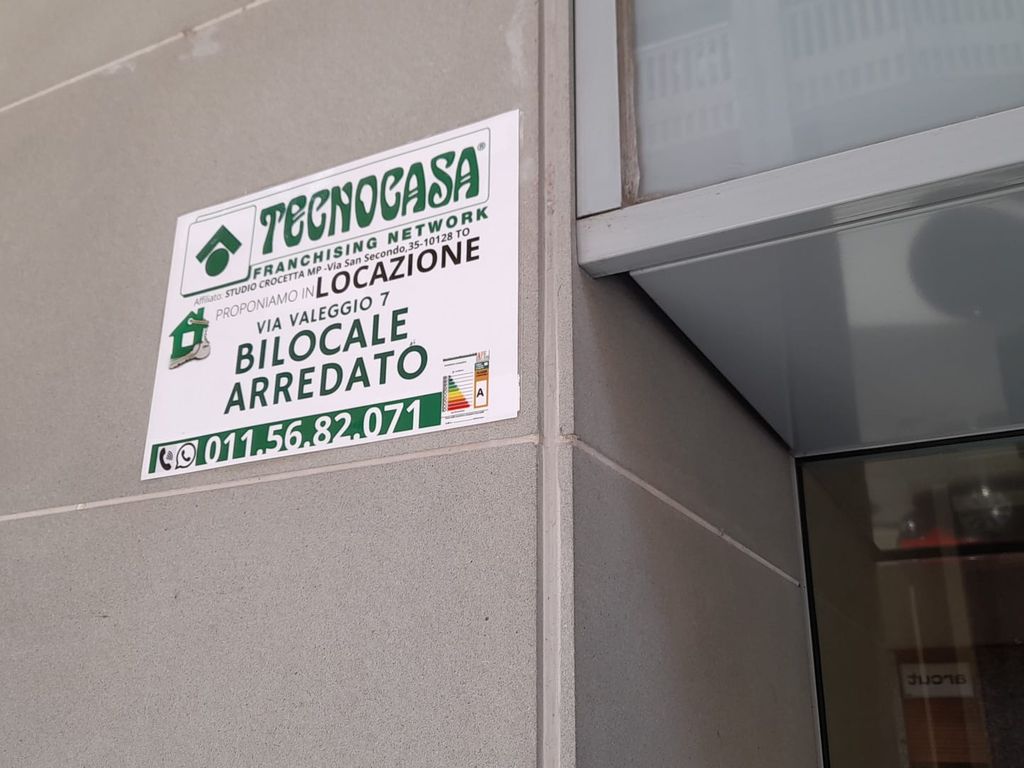 TECNOCASA®
FRANCHISING NETWORK
Affiliato: STUDIO CROCETTA MP -Via San Secondo,35-10128 TO
PROPONIAMO IN LOCAZIONE
VIA VALEGGIO 7
BILOCALE
ARREDATO
A
011.56.82.071
arcut